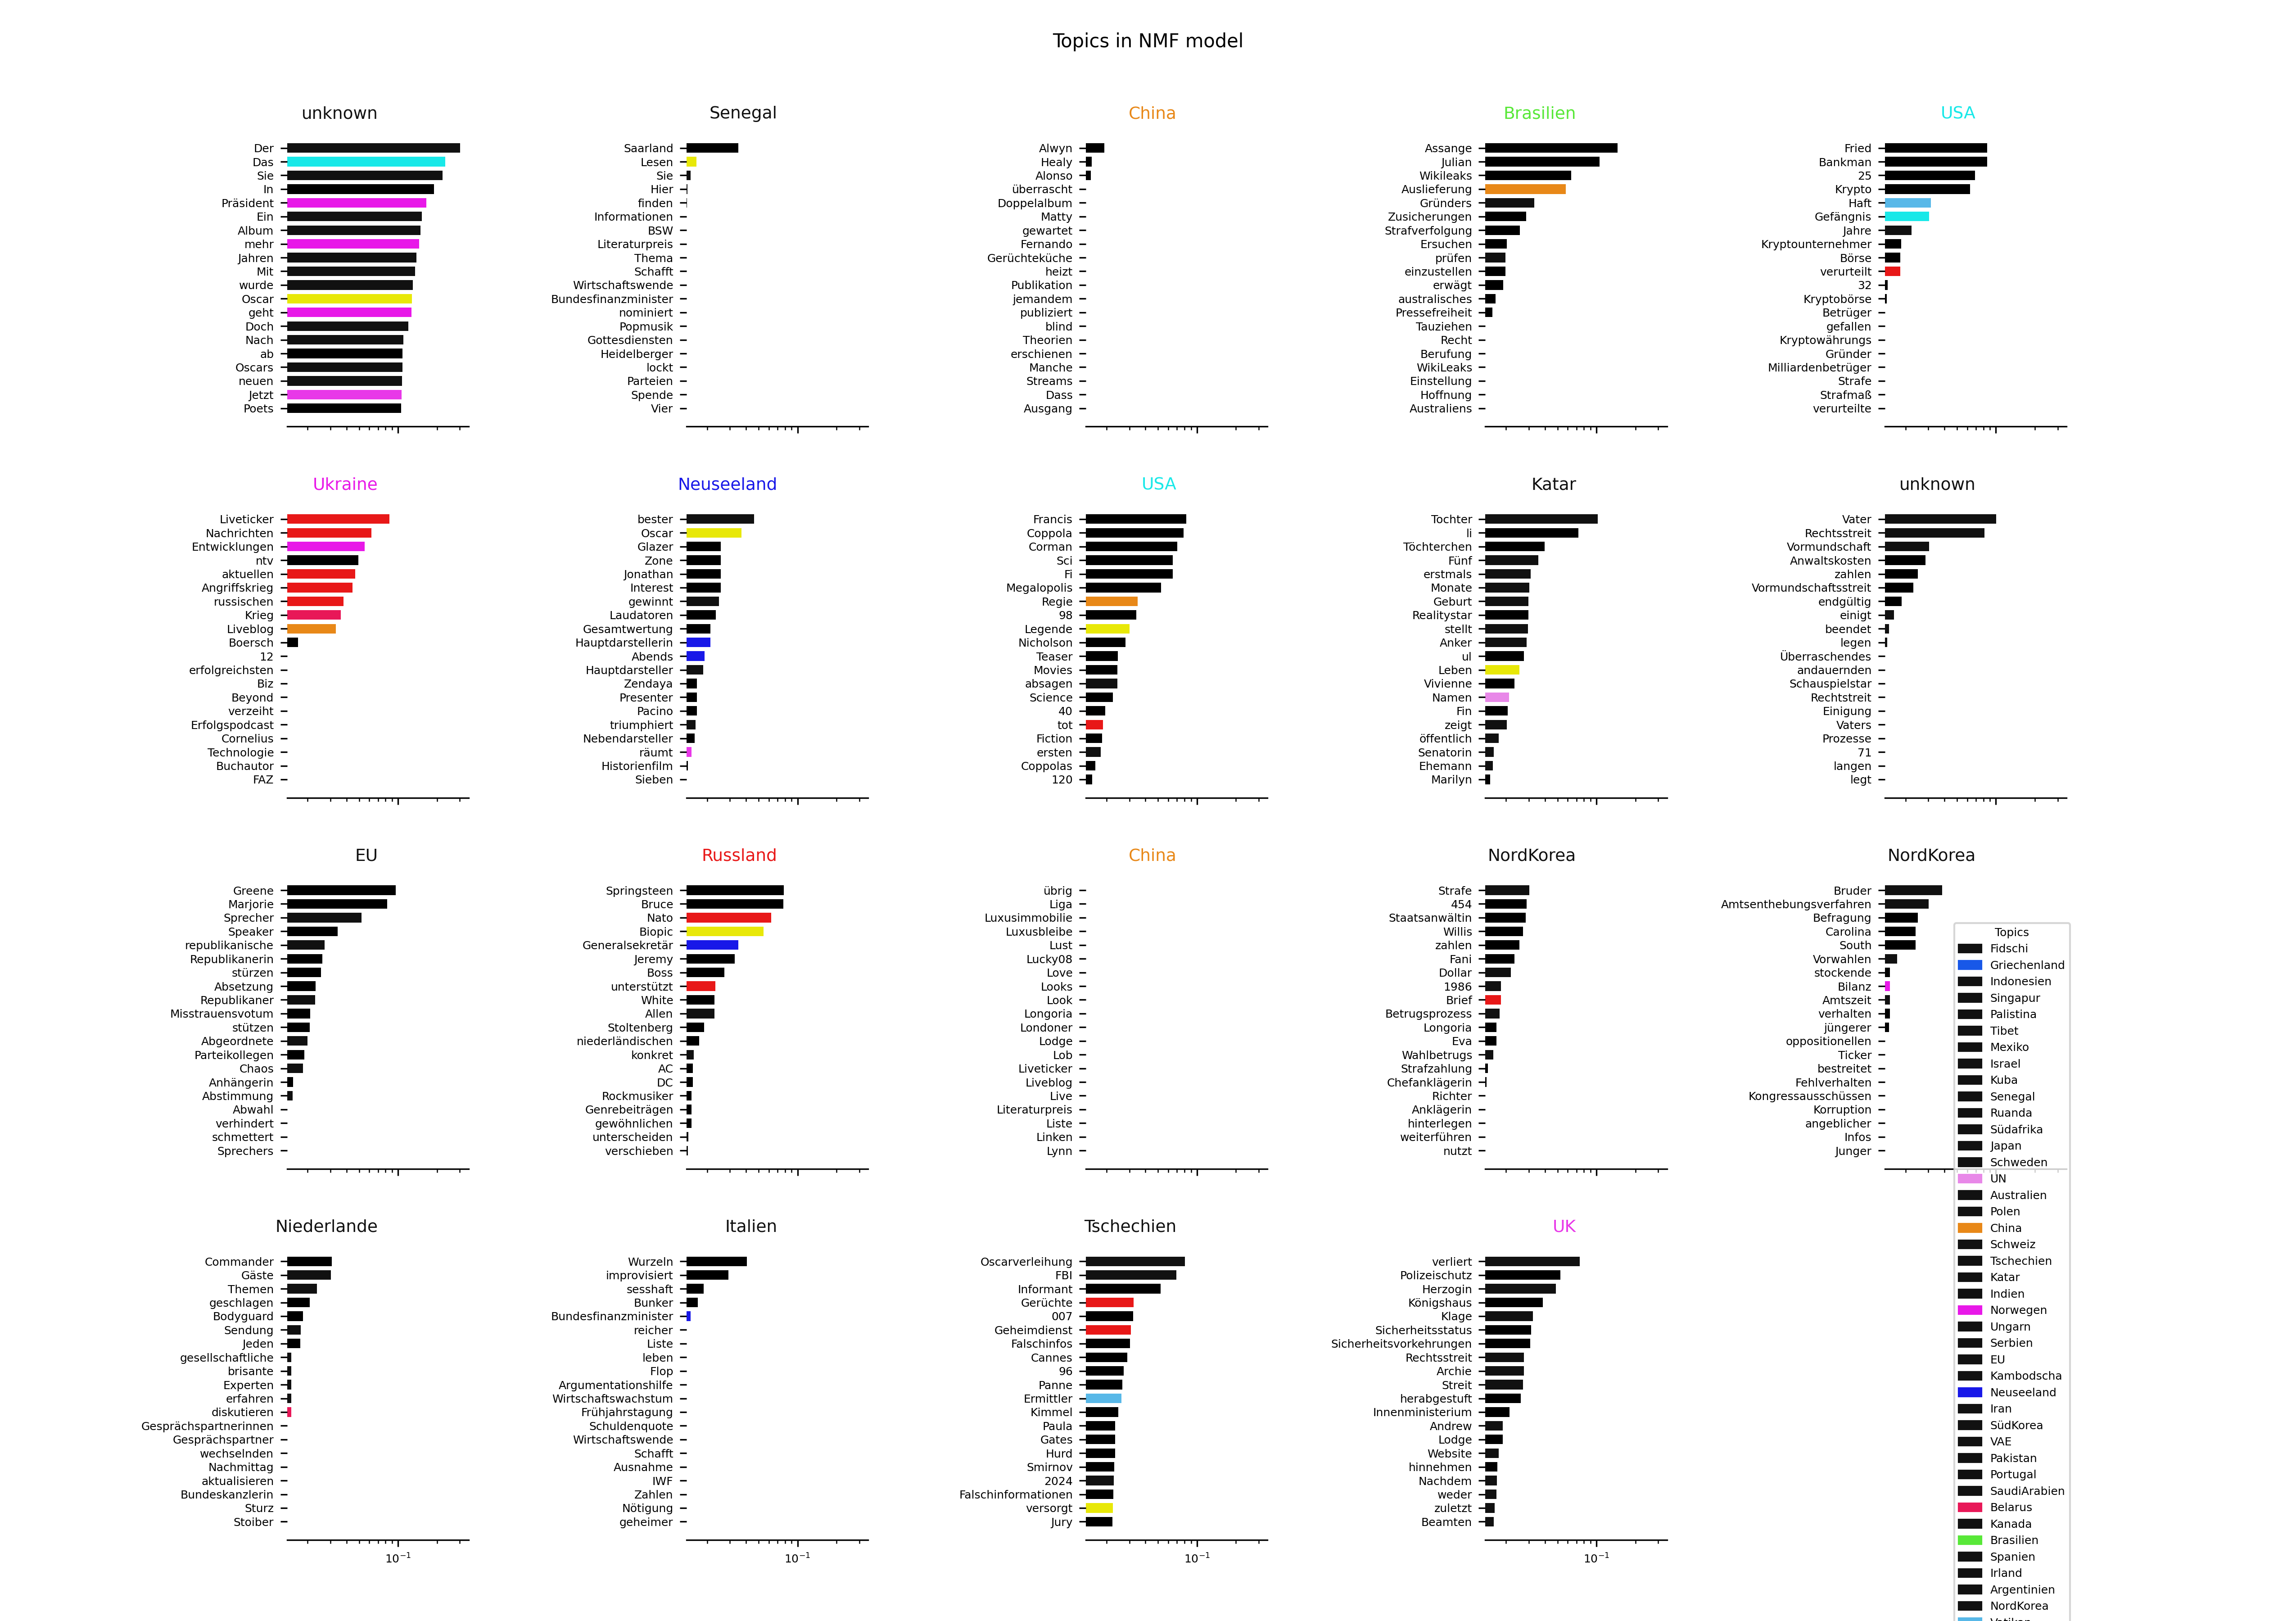 Topics in NMF model
unknown
Der
Das
Sie
In
Präsident
Ein
Album
mehr
Jahren
Mit
wurde
Oscar
geht
Doch
Nach
ab
Oscars
neuen
Jetzt
Poets
Senegal
Saarland
Lesen
Sie
Hier
finden
Informationen
BSW
Literaturpreis
Thema
Schafft
Wirtschaftswende
Bundesfinanzminister
nominiert
Popmusik
Gottesdiensten
Heidelberger
lockt
Parteien
Spende
Vier
China
Alwyn
Healy
Alonso
überrascht
Doppelalbum
Matty
gewartet
Fernando
Gerüchteküche
heizt
Publikation
jemandem
publiziert
blind
Theorien
erschienen
Manche
Streams
Dass
Ausgang
Brasilien
Assange
Julian
Wikileaks
Auslieferung
Gründers
Zusicherungen
Strafverfolgung
Ersuchen
prüfen
einzustellen
erwägt
australisches
Pressefreiheit
Tauziehen
Recht
Berufung
WikiLeaks
Einstellung
Hoffnung
Australiens
USA
Fried
Bankman
25
Krypto
Haft
Gefängnis
Jahre
Kryptounternehmer
Börse
verurteilt
32
Kryptobörse
Betrüger
gefallen
Kryptowährungs
Gründer
Milliardenbetrüger
Strafe
Strafmaß
verurteilte
Ukraine
Liveticker
Nachrichten
Entwicklungen
ntv
aktuellen
Angriffskrieg
russischen
Krieg
Liveblog
Boersch
12
erfolgreichsten
Biz
Beyond
verzeiht
Erfolgspodcast
Cornelius
Technologie
Buchautor
FAZ
Neuseeland
bester
Oscar
Glazer
Zone
Jonathan
Interest
gewinnt
Laudatoren
Gesamtwertung
Hauptdarstellerin
Abends
Hauptdarsteller
Zendaya
Presenter
Pacino
triumphiert
Nebendarsteller
räumt
Historienfilm
Sieben
USA
Francis
Coppola
Corman
Sci
Fi
Megalopolis
Regie
98
Legende
Nicholson
Teaser
Movies
absagen
Science
40
tot
Fiction
ersten
Coppolas
120
Katar
Tochter
li
Töchterchen
Fünf
erstmals
Monate
Geburt
Realitystar
stellt
Anker
ul
Leben
Vivienne
Namen
Fin
zeigt
öffentlich
Senatorin
Ehemann
Marilyn
unknown
Vater
Rechtsstreit
Vormundschaft
Anwaltskosten
zahlen
Vormundschaftsstreit
endgültig
einigt
beendet
legen
Überraschendes
andauernden
Schauspielstar
Rechtstreit
Einigung
Vaters
Prozesse
71
langen
legt
EU
Greene
Marjorie
Sprecher
Speaker
republikanische
Republikanerin
stürzen
Absetzung
Republikaner
Misstrauensvotum
stützen
Abgeordnete
Parteikollegen
Chaos
Anhängerin
Abstimmung
Abwahl
verhindert
schmettert
Sprechers
Russland
Springsteen
Bruce
Nato
Biopic
Generalsekretär
Jeremy
Boss
unterstützt
White
Allen
Stoltenberg
niederländischen
konkret
AC
DC
Rockmusiker
Genrebeiträgen
gewöhnlichen
unterscheiden
verschieben
China
übrig
Liga
Luxusimmobilie
Luxusbleibe
Lust
Lucky08
Love
Looks
Look
Longoria
Londoner
Lodge
Lob
Liveticker
Liveblog
Live
Literaturpreis
Liste
Linken
Lynn
NordKorea
Strafe
454
Staatsanwältin
Willis
zahlen
Fani
Dollar
1986
Brief
Betrugsprozess
Longoria
Eva
Wahlbetrugs
Strafzahlung
Chefanklägerin
Richter
Anklägerin
hinterlegen
weiterführen
nutzt
NordKorea
Bruder
Amtsenthebungsverfahren
Befragung
Carolina
South
Vorwahlen
stockende
Bilanz
Amtszeit
verhalten
jüngerer
oppositionellen
Ticker
bestreitet
Fehlverhalten
Kongressausschüssen
Korruption
angeblicher
Infos
Junger
Niederlande
Commander
Gäste
Themen
geschlagen
Bodyguard
Sendung
Jeden
gesellschaftliche
brisante
Experten
erfahren
diskutieren
Gesprächspartnerinnen
Gesprächspartner
wechselnden
Nachmittag
aktualisieren
Bundeskanzlerin
Sturz
Stoiber
10⁻¹
Italien
Wurzeln
improvisiert
sesshaft
Bunker
Bundesfinanzminister
reicher
Liste
leben
Flop
Argumentationshilfe
Wirtschaftswachstum
Frühjahrstagung
Schuldenquote
Wirtschaftswende
Schafft
Ausnahme
IWF
Zahlen
Nötigung
geheimer
10⁻¹
Tschechien
Oscarverleihung
FBI
Informant
Gerüchte
007
Geheimdienst
Falschinfos
Cannes
96
Panne
Ermittler
Kimmel
Paula
Gates
Hurd
Smirnov
2024
Falschinformationen
versorgt
Jury
10⁻¹
UK
verliert
Polizeischutz
Herzogin
Königshaus
Klage
Sicherheitsstatus
Sicherheitsvorkehrungen
Rechtsstreit
Archie
Streit
herabgestuft
Innenministerium
Andrew
Lodge
Website
hinnehmen
Nachdem
weder
zuletzt
Beamten
10⁻¹
Topics
Fidschi
Griechenland
Indonesien
Singapur
Palistina
Tibet
Mexiko
Israel
Kuba
Senegal
Ruanda
Südafrika
Japan
Schweden
UN
Australien
Polen
China
Schweiz
Tschechien
Katar
Indien
Norwegen
Ungarn
Serbien
EU
Kambodscha
Neuseeland
Iran
SüdKorea
VAE
Pakistan
Portugal
SaudiArabien
Belarus
Kanada
Brasilien
Spanien
Irland
Argentinien
NordKorea